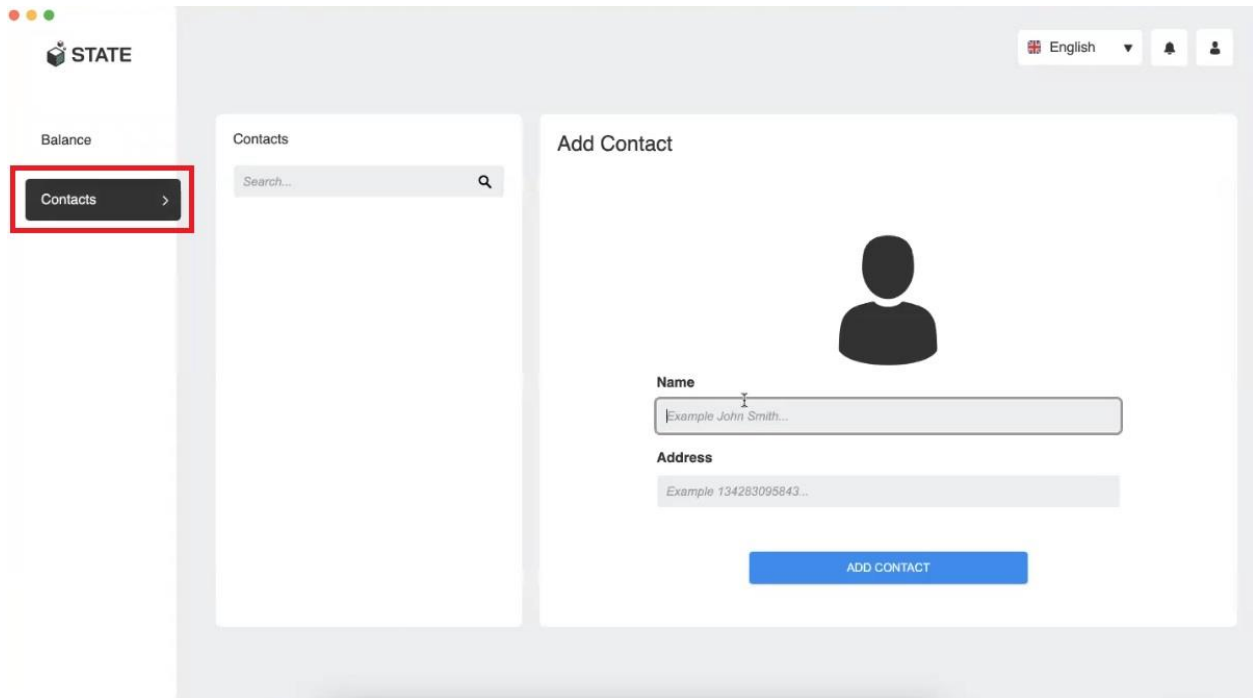 STATE
English
Balance
Contacts
Contacts
Search...
Add Contact
Name
Example John Smith...
Address
Example 134283095843...
ADD CONTACT